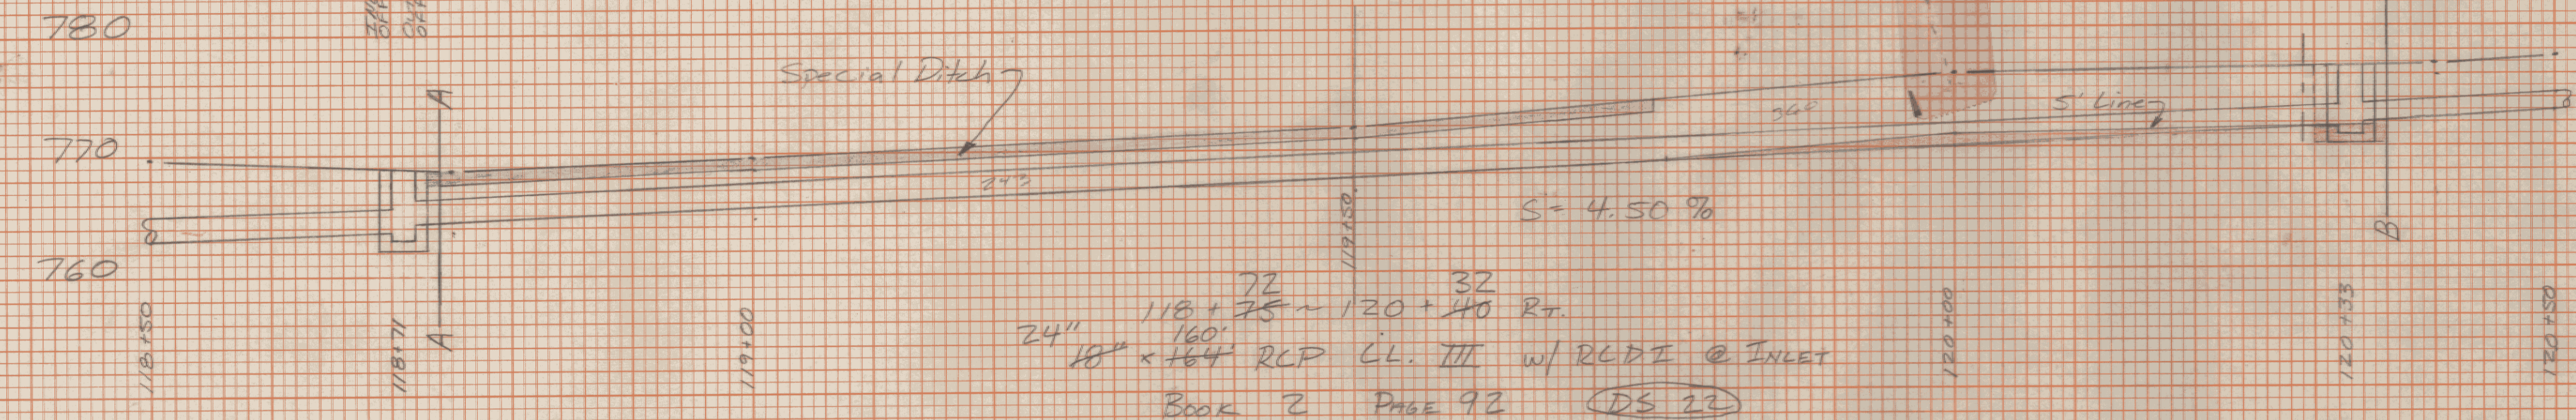 780
A
Special Ditch
770
243
360
5' Line
S = 4.50 %
760
A
B
118+50
118+71
119+00
119+50
120+00
120+33
120+50
72 32
118 + 75 ~ 120 + 40 RT.
24" 160'
18" x 164' RCP CL. III w/ RCDI @ INLET
BOOK 2 PAGE 92 DS 22